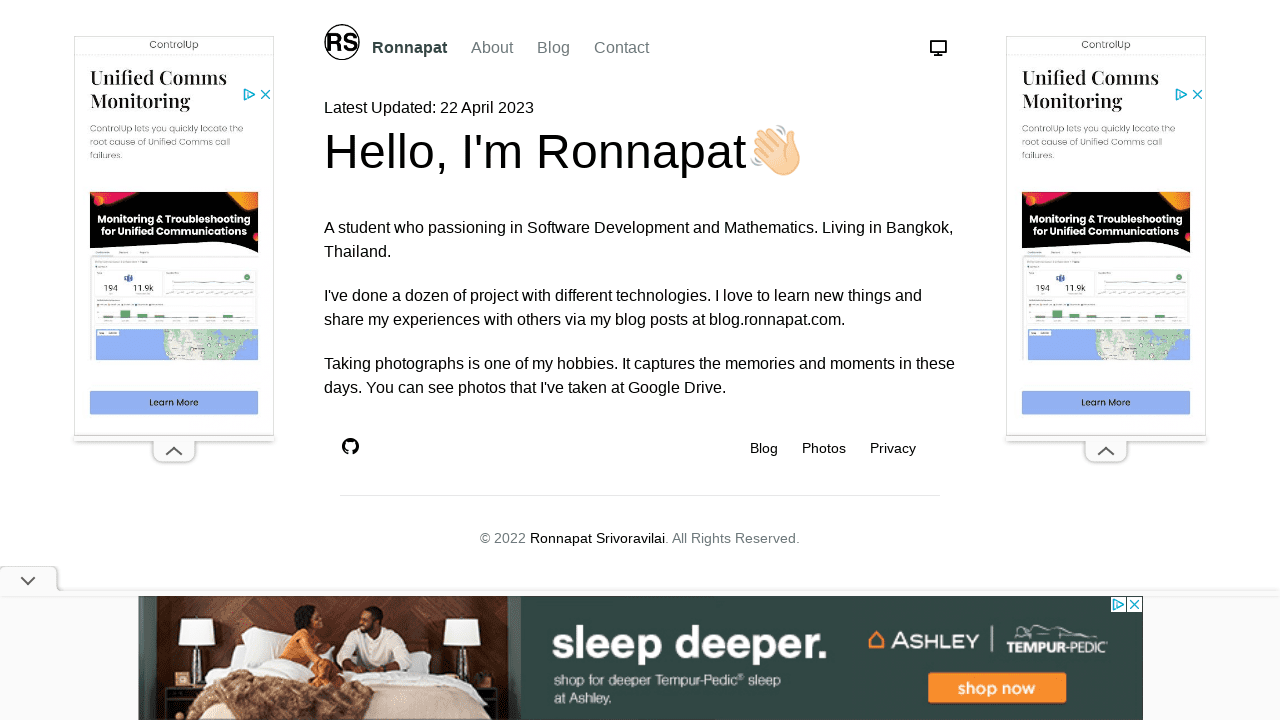 RS
Ronnapat
About
Blog
Contact
Latest Updated: 22 April 2023
Hello, I'm Ronnapat
A student who passioning in Software Development and Mathematics. Living in Bangkok,
Thailand.
I've done a dozen of project with different technologies. I love to learn new things and
share my experiences with others via my blog posts at blog.ronnapat.com.
Taking photographs is one of my hobbies. It captures the memories and moments in these
days. You can see photos that I've taken at Google Drive.
Blog
Photos
Privacy
© 2022 Ronnapat Srivoravilai. All Rights Reserved.
ControlUp
Unified Comms
Monitoring
ControlUp lets you quickly locate the
root cause of Unified Comms call
failures.
Monitoring & Troubleshooting
for Unified Communications
194
11.9k
Learn More
ControlUp
Unified Comms
Monitoring
ControlUp lets you quickly locate the
root cause of Unified Comms call
failures.
Monitoring & Troubleshooting
for Unified Communications
194
11.9k
Learn More
sleep deeper.
shop for deeper Tempur-Pedic® sleep
at Ashley.
ASHLEY
TEMPUR-PEDIC
shop now